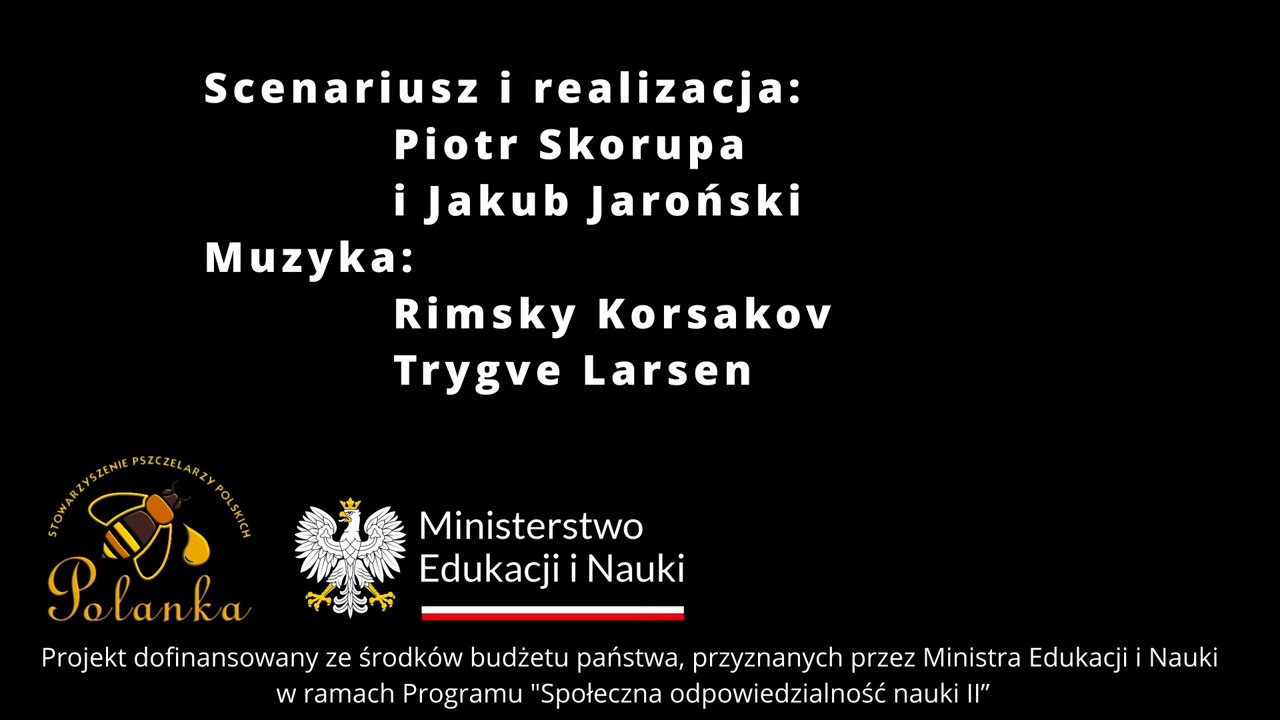 Scenariusz i realizacja:
Piotr Skorupa
i Jakub Jaroński
Muzyka:
Rimsky Korsakov
Trygve Larsen
STOWARZYSZENIE PSZCZELARZY POLSKICH
Polanka
Ministerstwo
Edukacji i Nauki
Projekt dofinansowany ze środków budżetu państwa, przyznanych przez Ministra Edukacji i Nauki
w ramach Programu "Społeczna odpowiedzialność nauki II”